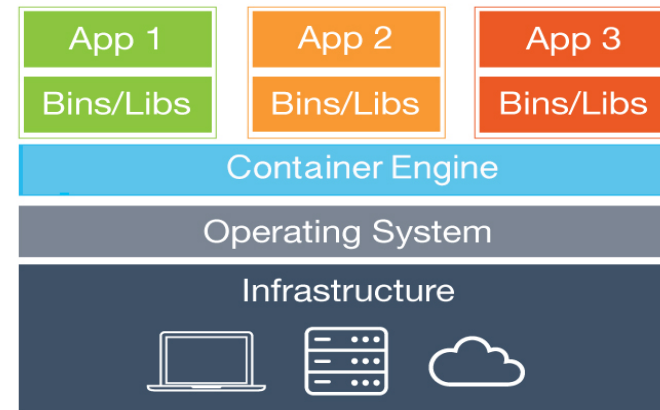 App 1
App 2
App 3
Bins/Libs
Bins/Libs
Bins/Libs
Container Engine
Operating System
Infrastructure